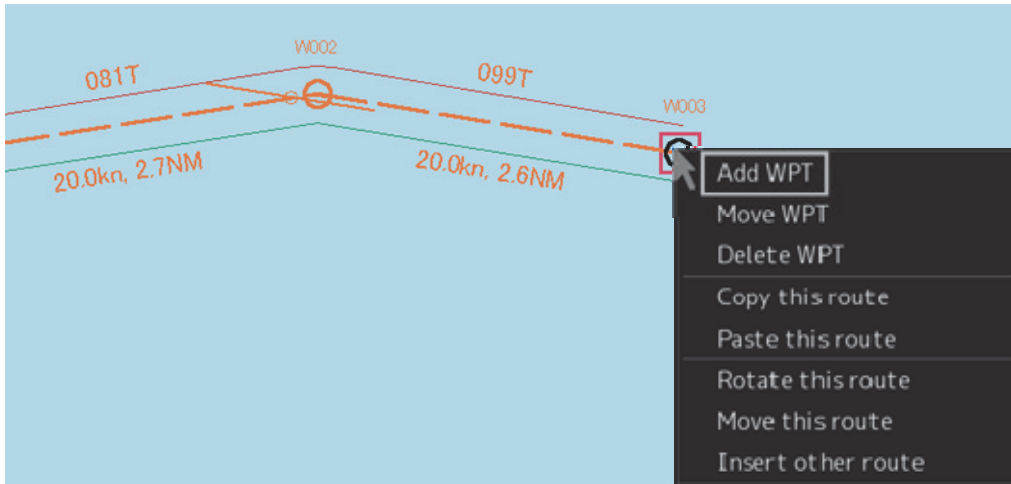 W002
081T
099T
W003
20.0kn, 2.7NM
20.0kn, 2.6NM
Add WPT
Move WPT
Delete WPT
Copy this route
Paste this route
Rotate this route
Move this route
Insert other route